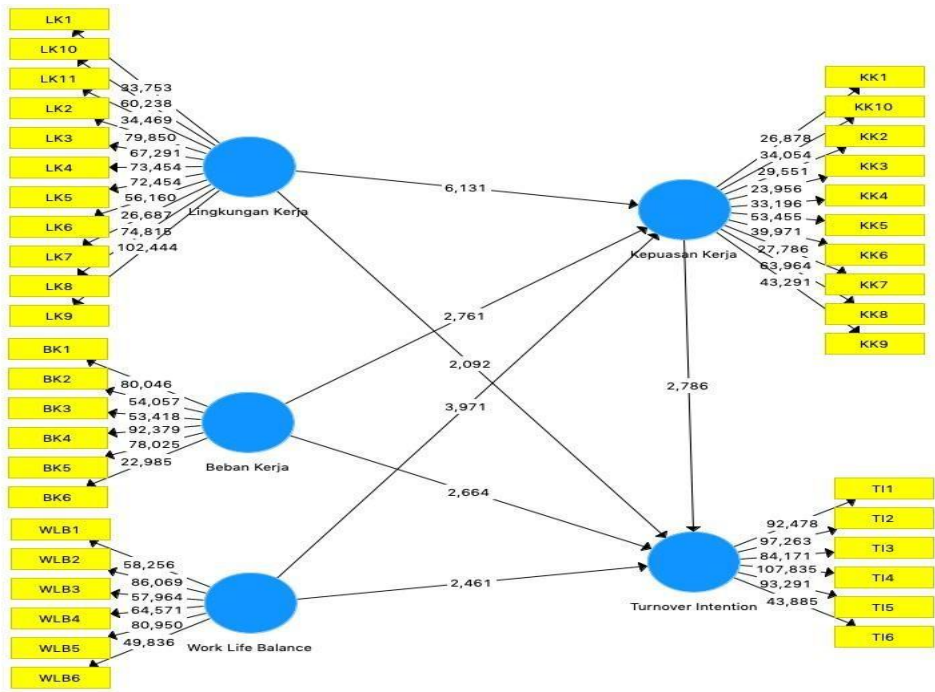 LK1
LK10
LK11
LK2
LK3
LK4
LK5
LK6
LK7
LK8
LK9
33,753
60,238
34,469
79,850
67,291
73,454
72,454
56,160
26,687
74,815
102,444
Lingkungan Kerja
BK1
BK2
BK3
BK4
BK5
BK6
80,046
54,057
53,418
92,379
78,025
22,985
Beban Kerja
WLB1
WLB2
WLB3
WLB4
WLB5
WLB6
58,256
86,069
57,964
64,571
80,950
49,836
Work Life Balance
6,131
2,761
2,092
3,971
2,664
2,461
2,786
Kepuasan Kerja
26,878
34,054
29,551
23,956
33,196
53,455
39,971
27,786
63,964
43,291
KK1
KK10
KK2
KK3
KK4
KK5
KK6
KK7
KK8
KK9
Turnover Intention
92,478
97,263
84,171
107,835
93,291
43,885
TI1
TI2
TI3
TI4
TI5
TI6